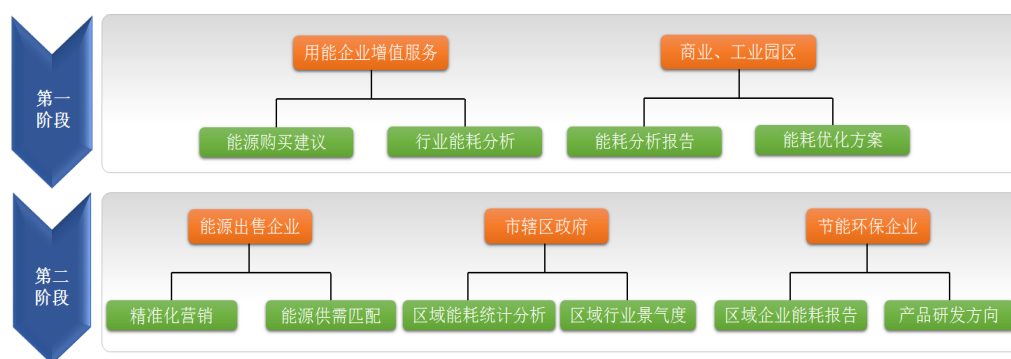 第一
阶段
用能企业增值服务
商业、工业园区
能源购买建议
行业能耗分析
能耗分析报告
能耗优化方案
第二
阶段
能源出售企业
市辖区政府
节能环保企业
精准化营销
能源供需匹配
区域能耗统计分析
区域行业景气度
区域企业能耗报告
产品研发方向